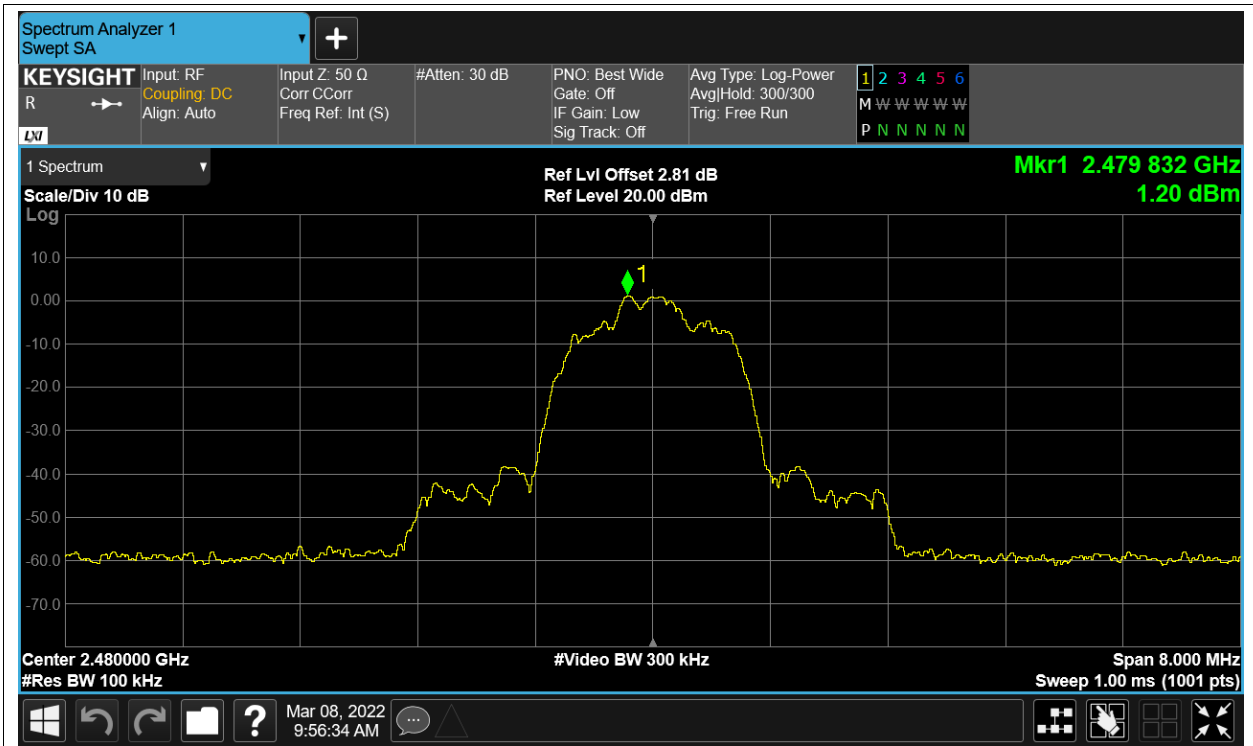 Spectrum Analyzer 1
Swept SA
+
KEYSIGHT
R
LXI
Input: RF
Coupling: DC
Align: Auto
Input Z: 50 Ω
Corr CCorr
Freq Ref: Int (S)
#Atten: 30 dB
PNO: Best Wide
Gate: Off
IF Gain: Low
Sig Track: Off
Avg Type: Log-Power
Avg|Hold: 300/300
Trig: Free Run
1 2 3 4 5 6
M W W W W W W
P N N N N N N
1 Spectrum
Scale/Div 10 dB
Log
Ref Lvl Offset 2.81 dB
Ref Level 20.00 dBm
Mkr1 2.479 832 GHz
1.20 dBm
1
10.0
0.00
-10.0
-20.0
-30.0
-40.0
-50.0
-60.0
-70.0
Center 2.480000 GHz
#Res BW 100 kHz
#Video BW 300 kHz
Span 8.000 MHz
Sweep 1.00 ms (1001 pts)
?
Mar 08, 2022
9:56:34 AM